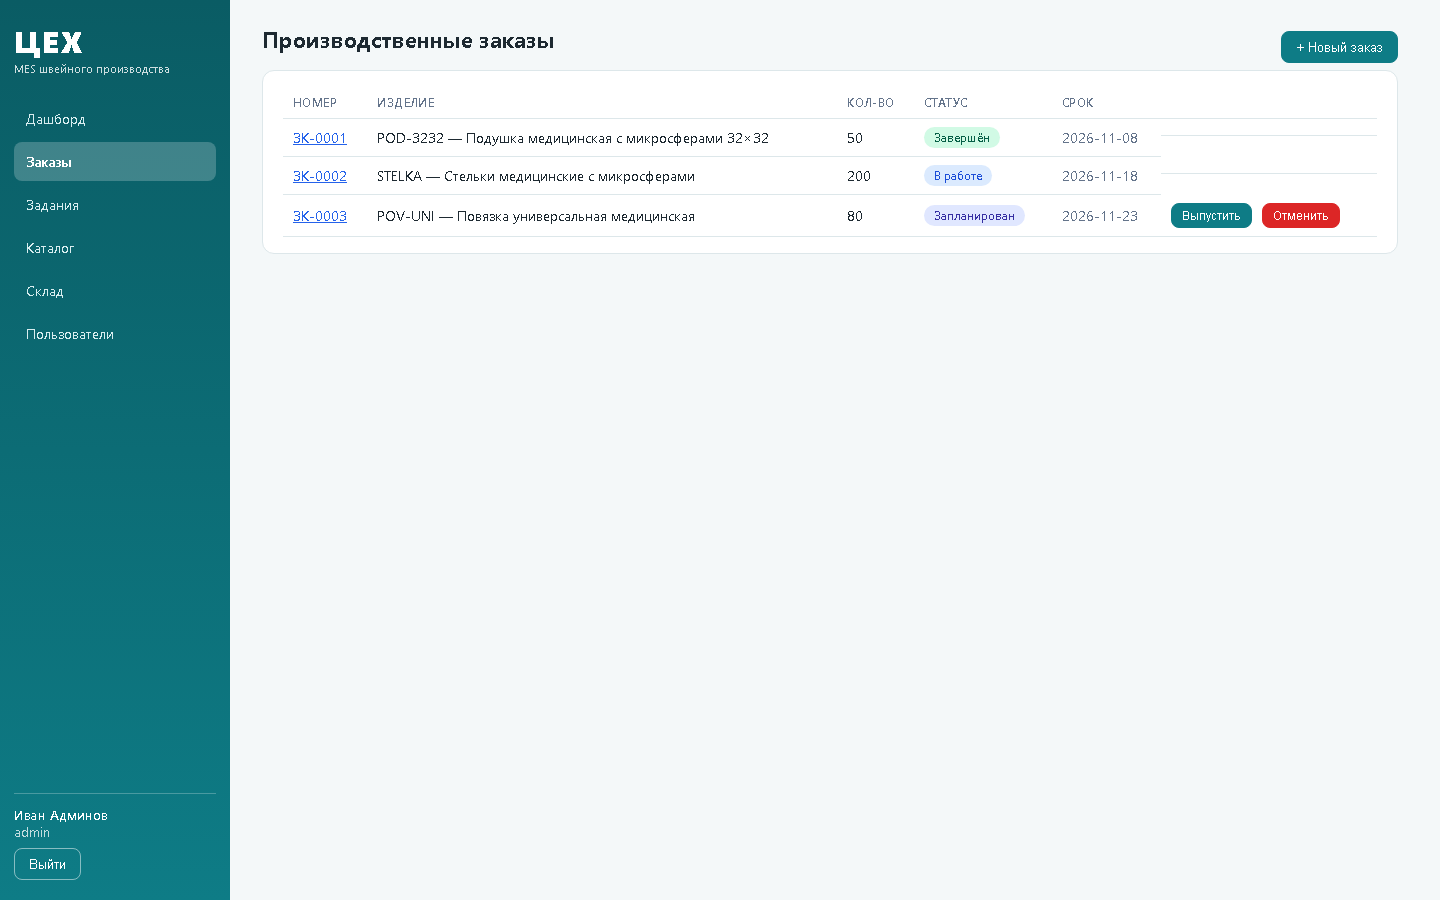 ЦЕХ
MES швейного производства
Дашборд
Заказы
Задания
Каталог
Склад
Пользователи
Иван Админов
admin
Выйти
Производственные заказы
+ Новый заказ
НОМЕР ИЗДЕЛИЕ КОЛ-ВО СТАТУС СРОК
ЗК-0001 POD-3232 — Подушка медицинская с микросферами 32×32 50 Завершён 2026-11-08
ЗК-0002 STELKA — Стельки медицинские с микросферами 200 В работе 2026-11-18
ЗК-0003 POV-UNI — Повязка универсальная медицинская 80 Запланирован 2026-11-23 Выпустить Отменить